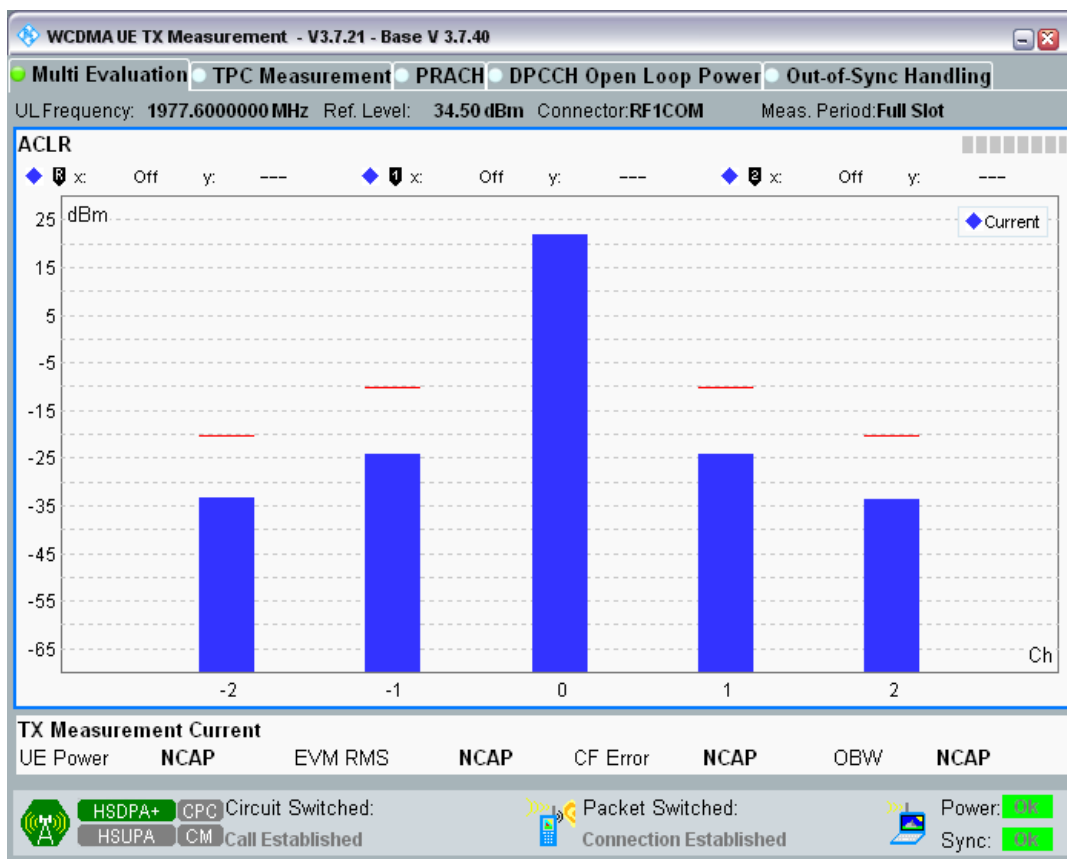 WCDMA UE TX Measurement - V3.7.21 - Base V 3.7.40
Multi Evaluation TPC Measurement PRACH DPCCH Open Loop Power Out-of-Sync Handling
UL Frequency: 1977.6000000 MHz Ref. Level: 34.50 dBm Connector:RF1COM Meas. Period:Full Slot
ACLR
R x: Off y: --- 1 x: Off y: --- 2 x: Off y: ---
dBm
Current
25
15
5
-5
-15
-25
-35
-45
-55
-65
Ch
-2 -1 0 1 2
TX Measurement Current
UE Power NCAP EVM RMS NCAP CF Error NCAP OBW NCAP
HSDPA+ CPC Circuit Switched: Packet Switched: Power: Ok
HSUPA CM Call Established Connection Established Sync: Ok